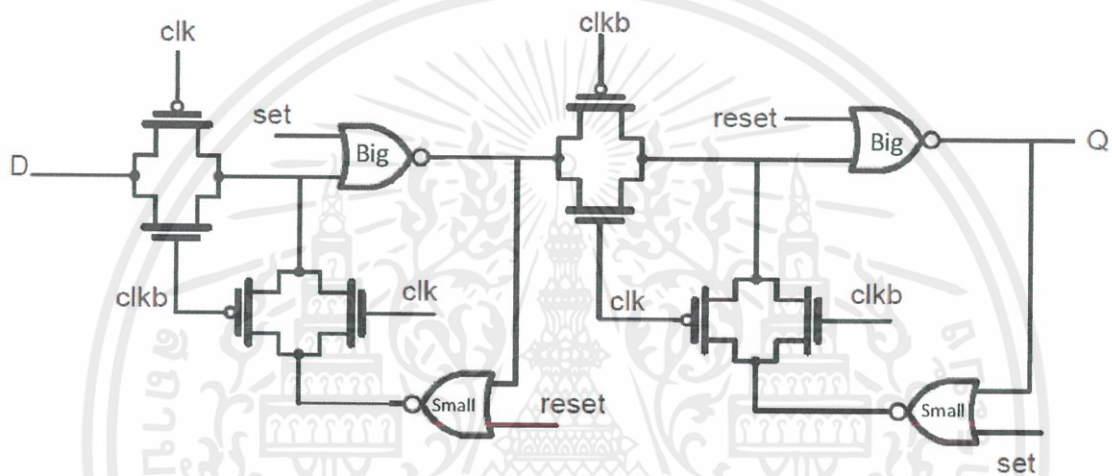 clk
clkb
set
reset
Big
Big
D
Q
clkb
clk
clk
clkb
Small
reset
Small
set